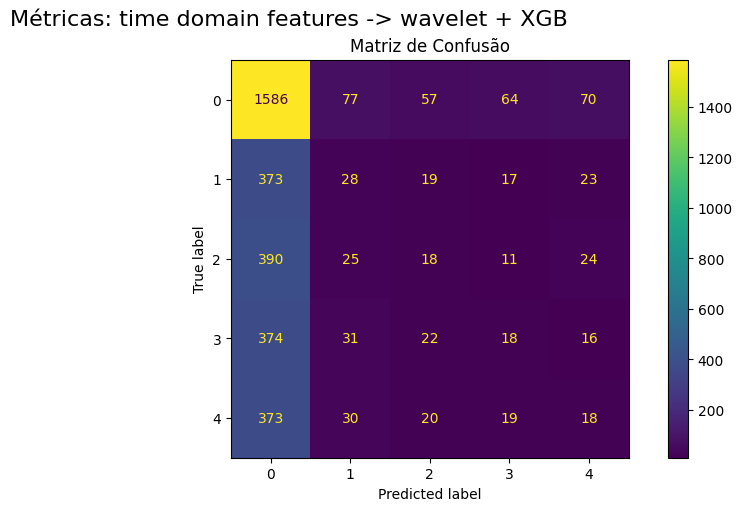 Métricas: time domain features -> wavelet + XGB
Matriz de Confusão
0 1586 77 57 64 70
1 373 28 19 17 23
2 390 25 18 11 24
3 374 31 22 18 16
4 373 30 20 19 18
0 1 2 3 4
True label
Predicted label
1400
1200
1000
800
600
400
200